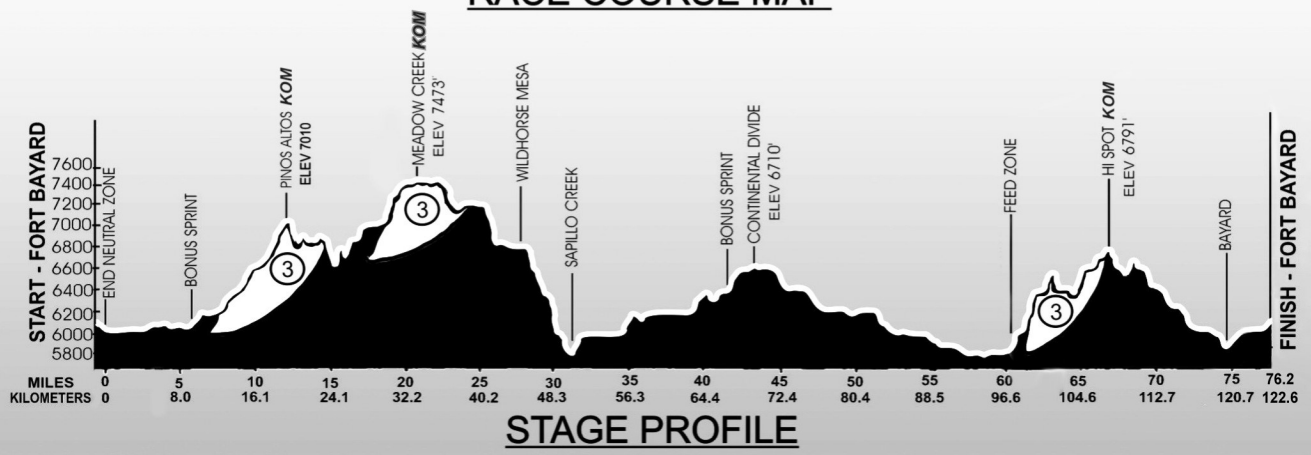 RACE COURSE MAP
START - FORT BAYARD
7600
7400
7200
7000
6800
6600
6400
6200
6000
5800
END NEUTRAL ZONE
BONUS SPRINT
PINOS ALTOS KOM
ELEV 7010
3
MEADOW CREEK KOM
ELEV 7473'
3
WILDHORSE MESA
SAPILLO CREEK
BONUS SPRINT
CONTINENTAL DIVIDE
ELEV 6710'
FEED ZONE
3
HI SPOT KOM
ELEV 6791'
BAYARD
FINISH - FORT BAYARD
MILES 0 5 10 15 20 25 30 35 40 45 50 55 60 65 70 75 76.2
KILOMETERS 0 8.0 16.1 24.1 32.2 40.2 48.3 56.3 64.4 72.4 80.4 88.5 96.6 104.6 112.7 120.7 122.6
STAGE PROFILE